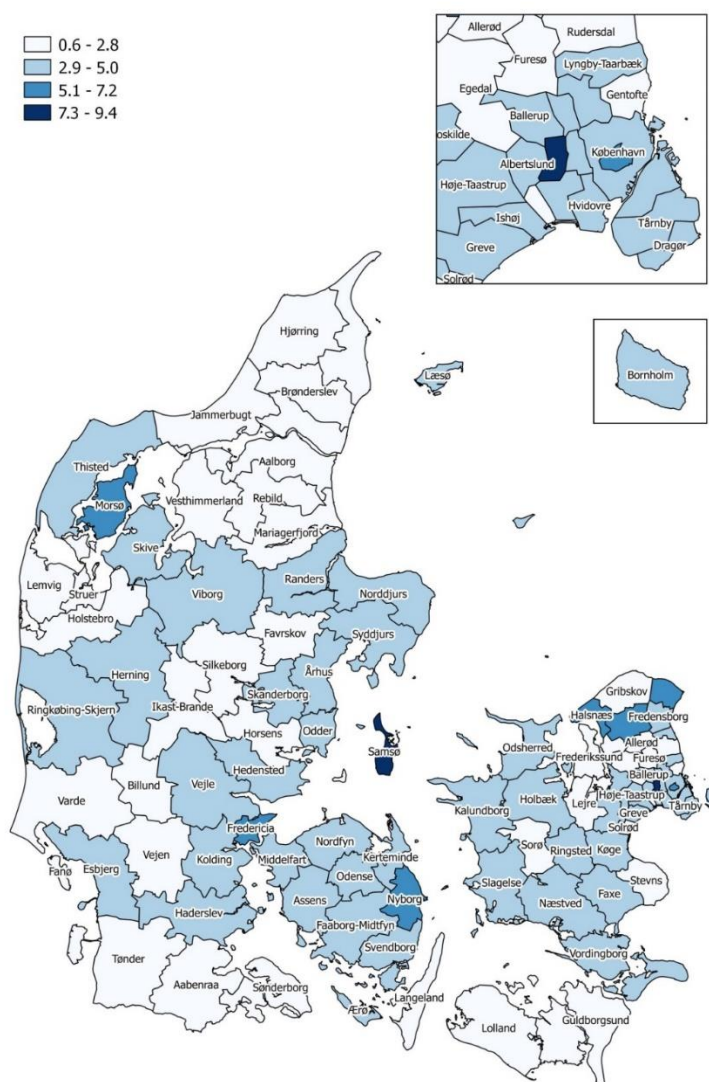 0.6 - 2.8
2.9 - 5.0
5.1 - 7.2
7.3 - 9.4
Allerød
Rudersdal
Furesø
Lyngby-Taarbæk
Egedal
Gentofte
Ballerup
oskilde
København
Albertslund
Høje-Taastrup
Hvidovre
Ishøj
Tårnby
Greve
Dragør
Solrød
Hjørring
Læsø
Bornholm
Brønderslev
Jammerbugt
Thisted
Aalborg
Morsø
Vesthimmerland
Rebild
Mariagerfjord
Skive
Lemvig
Struer
Viborg
Randers
Norddjurs
Holstebro
Favrskov
Syddjurs
Silkeborg
Herning
Århus
Skanderborg
Gribskov
Ringkøbing-Skjern
Ikast-Brande
Halsnæs
Fredensborg
Horsens
Odder
Samsø
Allerød
Odsherred
Frederikssund
Furesø
Hedensted
Ballerup
Billund
Vejle
Høje-Taastrup
Varde
Kalundborg
Holbæk
Lejre
Tårnby
Greve
Fredericia
Solrød
Nordfyn
Vejen
Kolding
Middelfart
Kerteminde
Sorø
Ringsted
Køge
Fanø
Esbjerg
Odense
Stevns
Assens
Nyborg
Slagelse
Faxe
Haderslev
Næstved
Faaborg-Midtfyn
Svendborg
Vordingborg
Tønder
Aabenraa
Sønderborg
Langeland
Ærø
Guldborgsund
Lolland